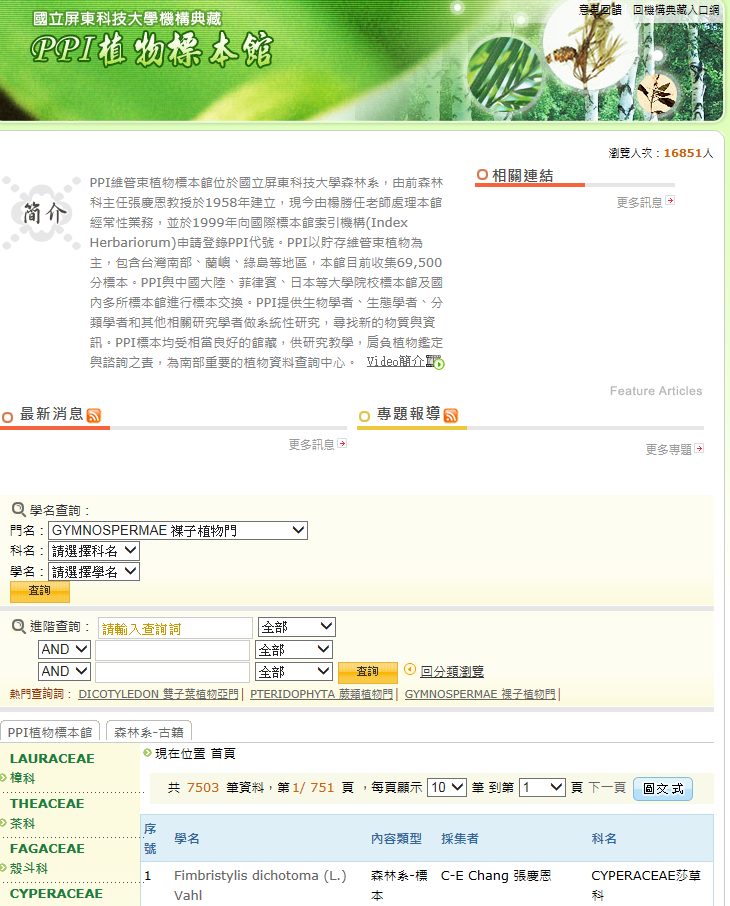 意見回饋 回機構典藏入口網
國立屏東科技大學機構典藏
PPI植物標本館
瀏覽人次：16851人
簡介
PPI維管束植物標本館位於國立屏東科技大學森林系，由前森林
科主任張慶恩教授於1958年建立，現今由楊勝任老師處理本館
經常性業務，並於1999年向國際標本館索引機構(Index
Herbariorum)申請登錄PPI代號。PPI以貯存維管束植物為
主，包含台灣南部、蘭嶼、綠島等地區，本館目前收集69,500
分標本。PPI與中國大陸、菲律賓、日本等大學院校標本館及國
內多所標本館進行標本交換。PPI提供生物學者、生態學者、分
類學者和其他相關研究學者做系統性研究，尋找新的物質與資
訊。PPI標本均受相當良好的館藏，供研究教學，肩負植物鑑定
與諮詢之責，為南部重要的植物資料查詢中心。 Video簡介
相關連結
更多訊息
Feature Articles
最新消息
更多訊息
專題報導
更多專題
學名查詢：
門名：GYMNOSPERMAE 裸子植物門
科名：請選擇科名
學名：請選擇學名
查詢
進階查詢： 請輸入查詢詞 全部
AND 全部
AND 全部 查詢 回分類瀏覽
熱門查詢詞： DICOTYLEDON 雙子葉植物亞門| PTERIDOPHYTA 蕨類植物門| GYMNOSPERMAE 裸子植物門|
PPI植物標本館 森林系-古籍
LAURACEAE
樟科
THEACEAE
茶科
FAGACEAE
殼斗科
CYPERACEAE
現在位置 首頁
共 7503 筆資料，第1/ 751 頁 ，每頁顯示 10 筆 到第 1 頁 下一頁 圖文式
序號 學名 內容類型 採集者 科名
1 Fimbristylis dichotoma (L.) Vahl 森林系-標本 C-E Chang 張慶恩 CYPERACEAE莎草科